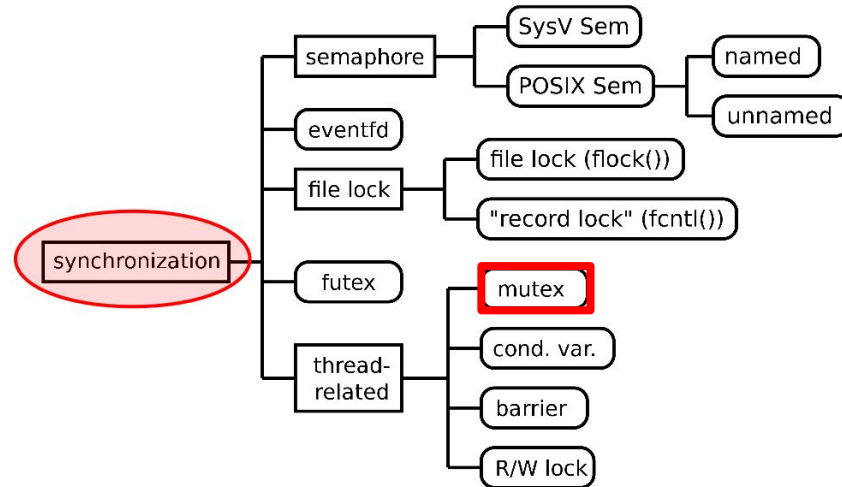 SysV Sem
semaphore
named
POSIX Sem
unnamed
eventfd
file lock (flock())
file lock
"record lock" (fcntl())
synchronization
futex
mutex
cond. var.
thread-
related
barrier
R/W lock